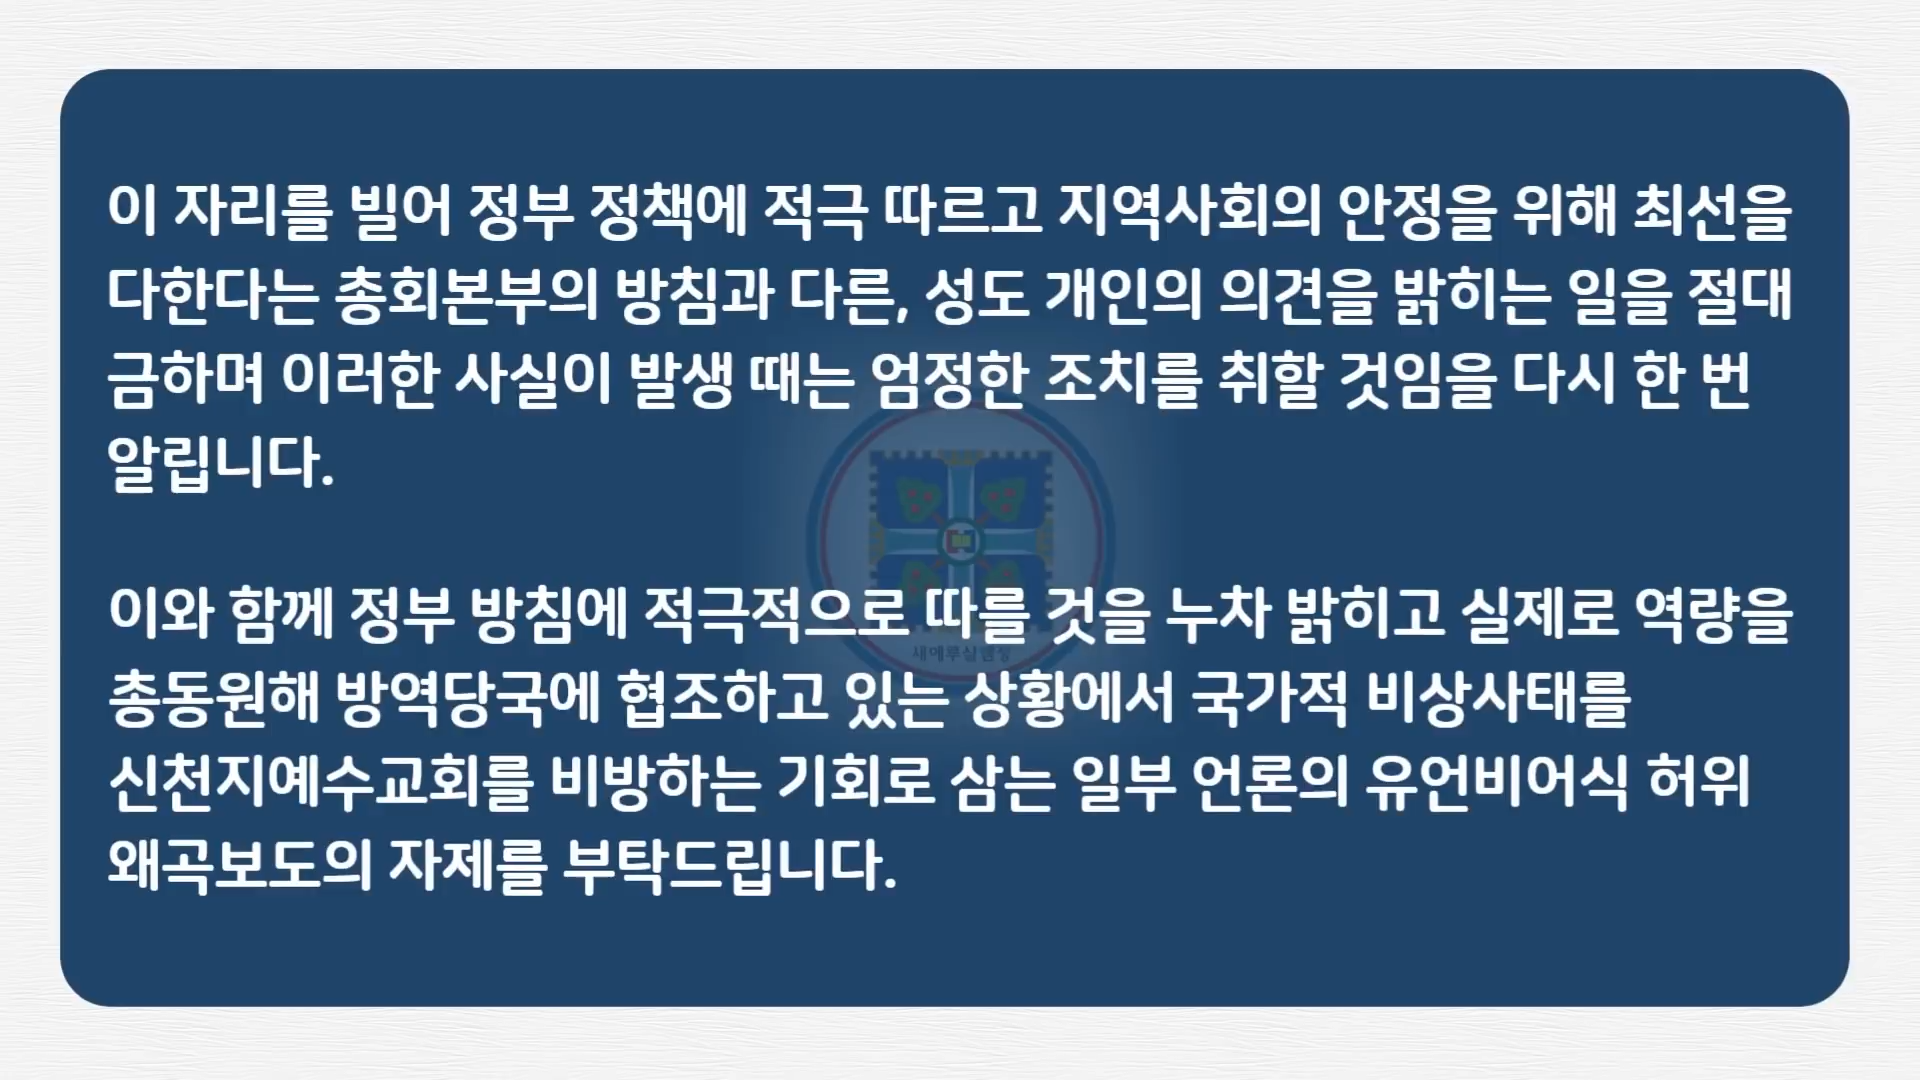 이 자리를 빌어 정부 정책에 적극 따르고 지역사회의 안정을 위해 최선을
다한다는 총회본부의 방침과 다른, 성도 개인의 의견을 밝히는 일을 절대
금하며 이러한 사실이 발생 때는 엄정한 조치를 취할 것임을 다시 한 번
알립니다.
이와 함께 정부 방침에 적극적으로 따를 것을 누차 밝히고 실제로 역량을
총동원해 방역당국에 협조하고 있는 상황에서 국가적 비상사태를
새예루살렘성
신천지예수교회를 비방하는 기회로 삼는 일부 언론의 유언비어식 허위
왜곡보도의 자제를 부탁드립니다.